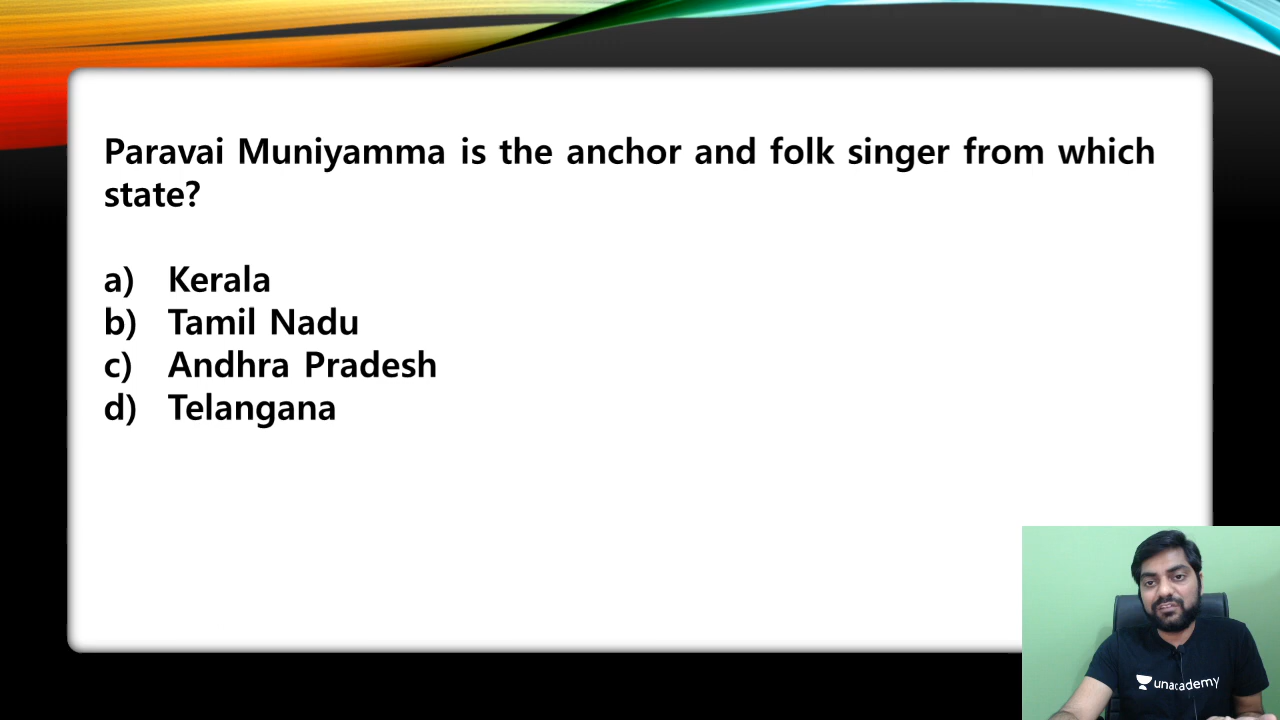 Paravai Muniyamma is the anchor and folk singer from which
state?
a) Kerala
b) Tamil Nadu
c) Andhra Pradesh
d) Telangana
unacademy